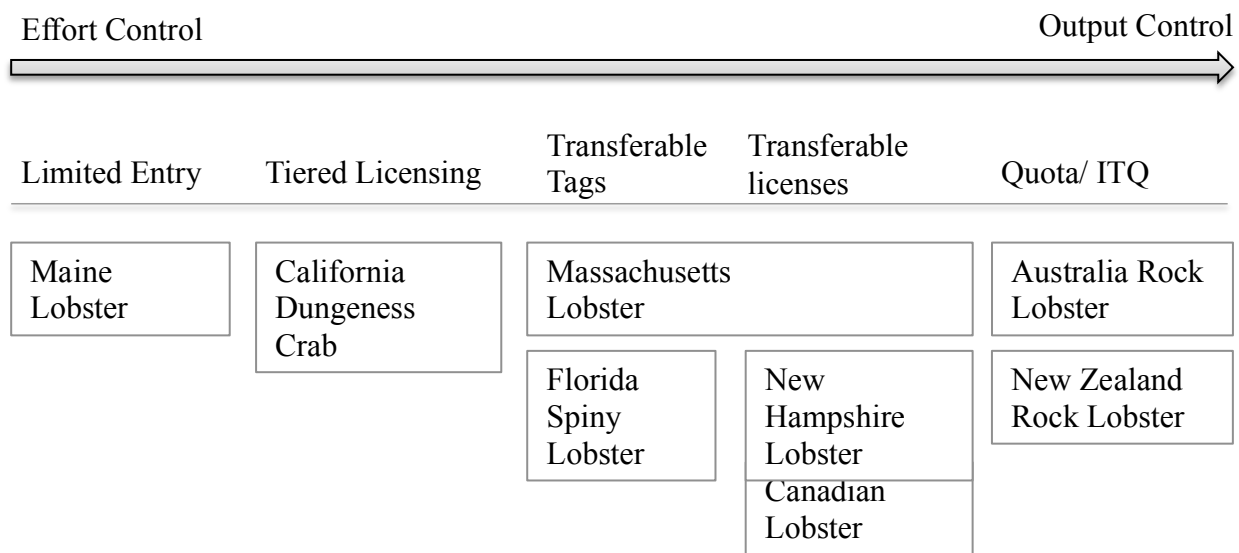 Effort Control
Output Control
Limited Entry
Tiered Licensing
Transferable
Tags
Transferable
licenses
Quota/ ITQ
Maine
Lobster
California
Dungeness
Crab
Massachusetts
Lobster
Australia Rock
Lobster
Florida
Spiny
Lobster
New
Hampshire
Lobster
New Zealand
Rock Lobster
Canadian
Lobster